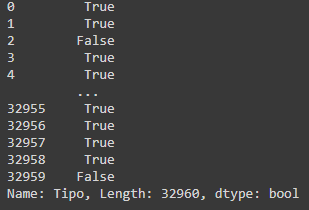 0 True
1 True
2 False
3 True
4 True
...
32955 True
32956 True
32957 True
32958 True
32959 False
Name: Tipo, Length: 32960, dtype: bool